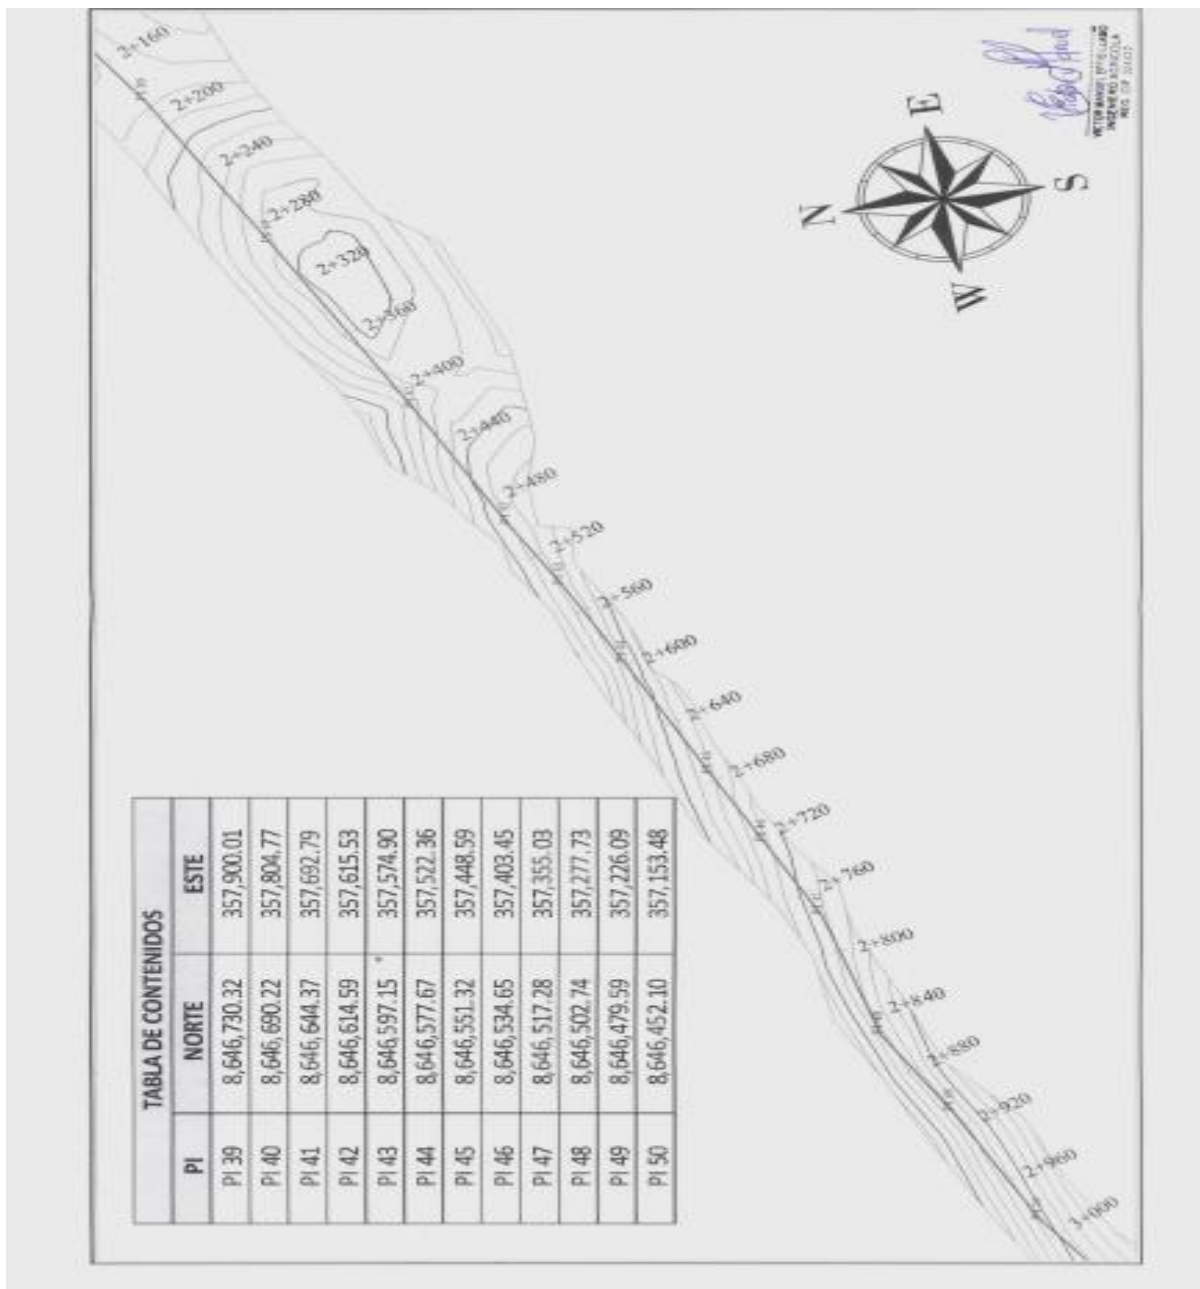 2+160
2+200
2+240
2+280
2+320
2+360
2+400
2+440
2+480
2+520
2+560
2+600
2+640
2+680
2+720
2+760
2+800
2+840
2+880
2+920
2+960
3+000
N
E
S
W
INGENIERO AGRICOLA
TABLA DE CONTENIDOS
PI NORTE ESTE
PI 39 8,646,730.32 357,900.01
PI 40 8,646,690.22 357,804.77
PI 41 8,646,644.37 357,692.79
PI 42 8,646,614.59 357,615.53
PI 43 8,646,597.15 357,574.90
PI 44 8,646,577.67 357,522.36
PI 45 8,646,551.32 357,448.59
PI 46 8,646,534.65 357,403.45
PI 47 8,646,517.28 357,355.03
PI 48 8,646,502.74 357,277.73
PI 49 8,646,479.59 357,226.09
PI 50 8,646,452.10 357,153.48